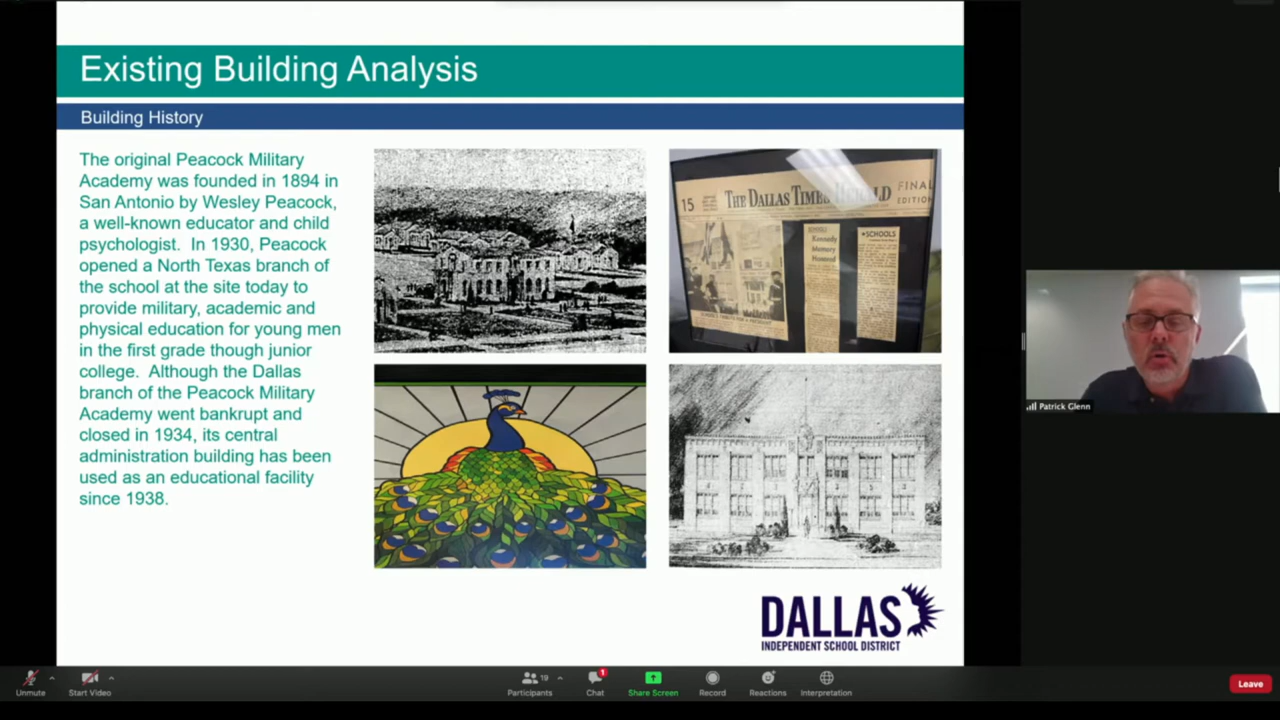 Existing Building Analysis
Building History
The original Peacock Military
Academy was founded in 1894 in
San Antonio by Wesley Peacock,
a well-known educator and child
psychologist.  In 1930, Peacock
opened a North Texas branch of
the school at the site today to
provide military, academic and
physical education for young men
in the first grade though junior
college.  Although the Dallas
branch of the Peacock Military
Academy went bankrupt and
closed in 1934, its central
administration building has been
used as an educational facility
since 1938.
15
THE DALLAS TIMES HERALD
FINAL
EDITION
Kennedy
Memory
Honored
SCHOOLS
DALLAS
INDEPENDENT SCHOOL DISTRICT
Patrick Glenn
Unmute
Start Video
19
Participants
1
Chat
Share Screen
Record
Reactions
Interpretation
Leave